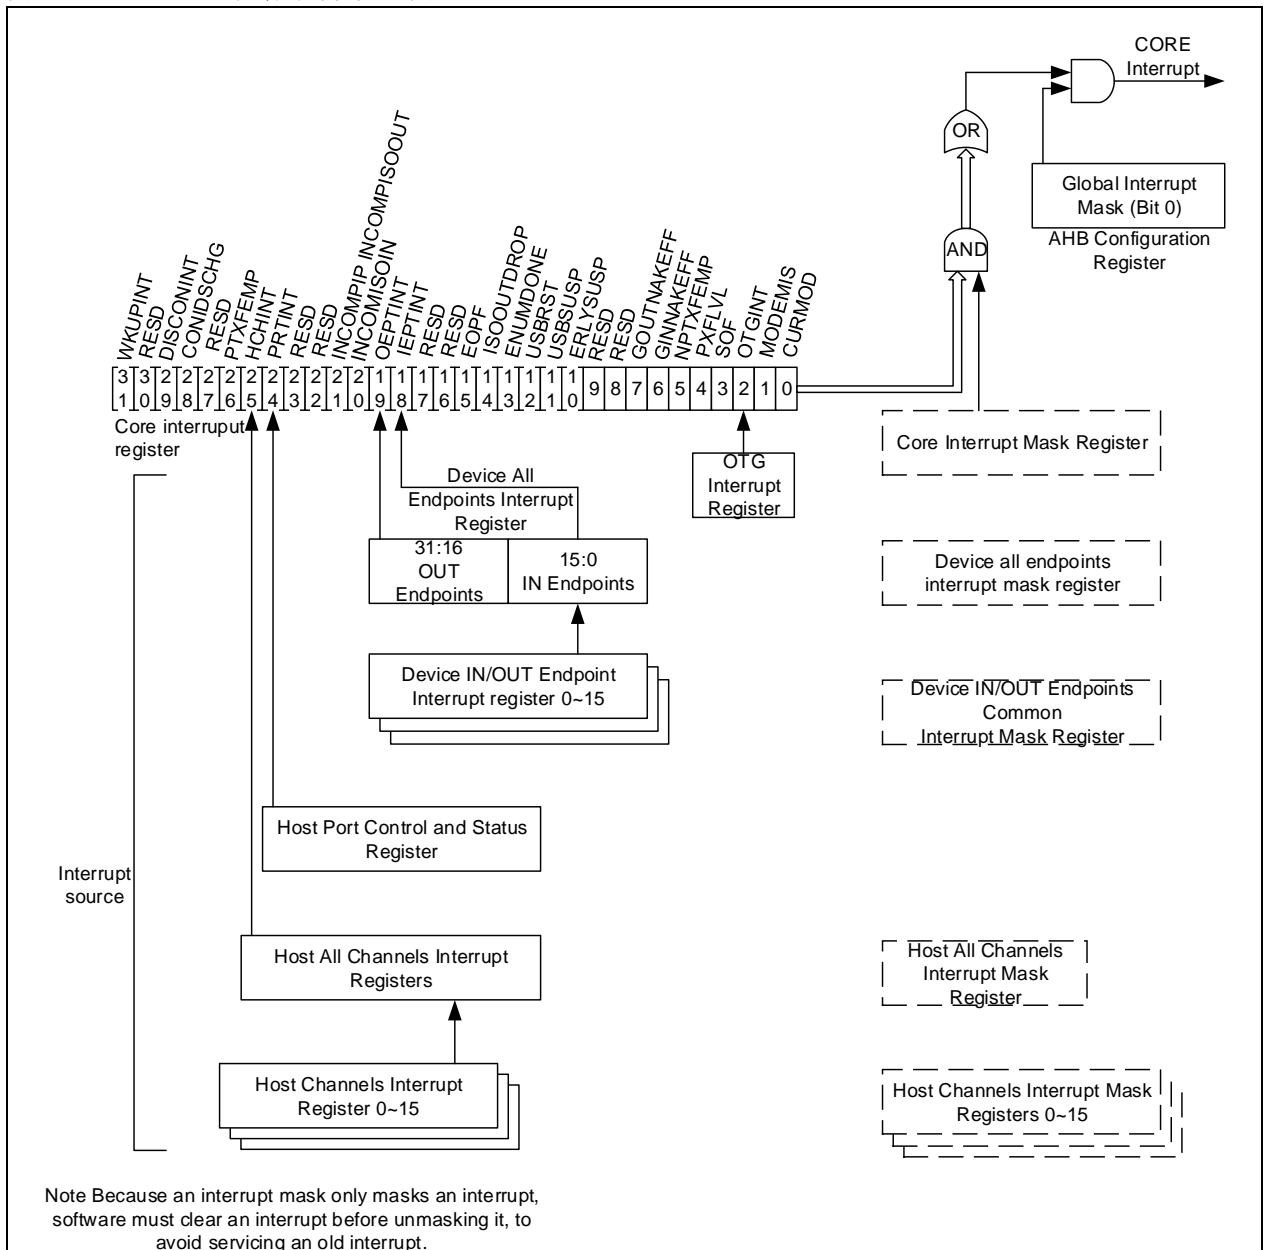 CORE
Interrupt
OR
Global Interrupt
Mask (Bit 0)
AHB Configuration
Register
AND
WKUPINT
RESD
DISCONINT
CONIDSCHG
RESD
PTXFEMP
HCHINT
PRTINT
RESD
RESD
INCOMPIP INCOMPISOOUT
INCOMISOIN
OEPTINT
IEPTINT
RESD
RESD
EOPF
ISOOUTDROP
ENUMDONE
USBRST
USBSUSP
ERLYSUSP
RESD
RESD
GOUTNAKEFF
GINNAKEFF
NPTXFEMP
PXFLVL
SOF
OTGINT
MODEMIS
CURMOD
31 30 29 28 27 26 25 24 23 22 21 20 19 18 17 16 15 14 13 12 11 10 9 8 7 6 5 4 3 2 1 0
Core interruput
register
Core Interrupt Mask Register
OTG
Interrupt
Register
Device All
Endpoints Interrupt
Register
31:16
OUT
Endpoints
15:0
IN Endpoints
Device all endpoints
interrupt mask register
Device IN/OUT Endpoint
Interrupt register 0~15
Device IN/OUT Endpoints
Common
Interrupt Mask Register
Host Port Control and Status
Register
Interrupt
source
Host All Channels Interrupt
Registers
Host All Channels
Interrupt Mask
Register
Host Channels Interrupt
Register 0~15
Host Channels Interrupt Mask
Registers 0~15
Note Because an interrupt mask only masks an interrupt,
software must clear an interrupt before unmasking it, to
avoid servicing an old interrupt.